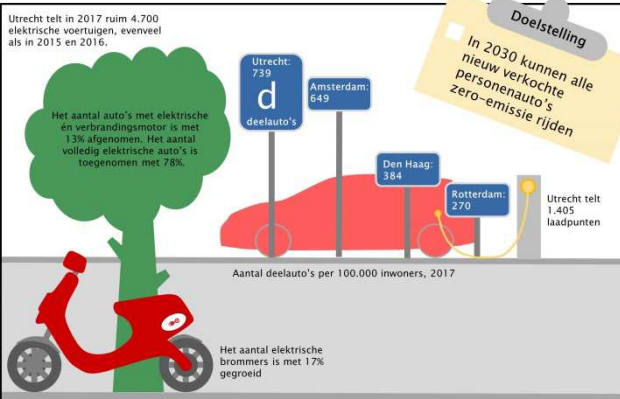 Utrecht telt in 2017 ruim 4.700
elektrische voertuigen, evenveel
als in 2015 en 2016.
Doelstelling
In 2030 kunnen alle
nieuw verkochte
personenauto's
zero-emissie rijden
Utrecht:
739
d
deelauto's
Amsterdam:
649
Het aantal auto's met elektrische
én verbrandingsmotor is met
13% afgenomen. Het aantal
volledig elektrische auto's is
toegenomen met 78%.
Den Haag:
384
Rotterdam:
270
Utrecht telt
1.405
laadpunten
Aantal deelauto's per 100.000 inwoners, 2017
Het aantal elektrische
brommers is met 17%
gegroeid